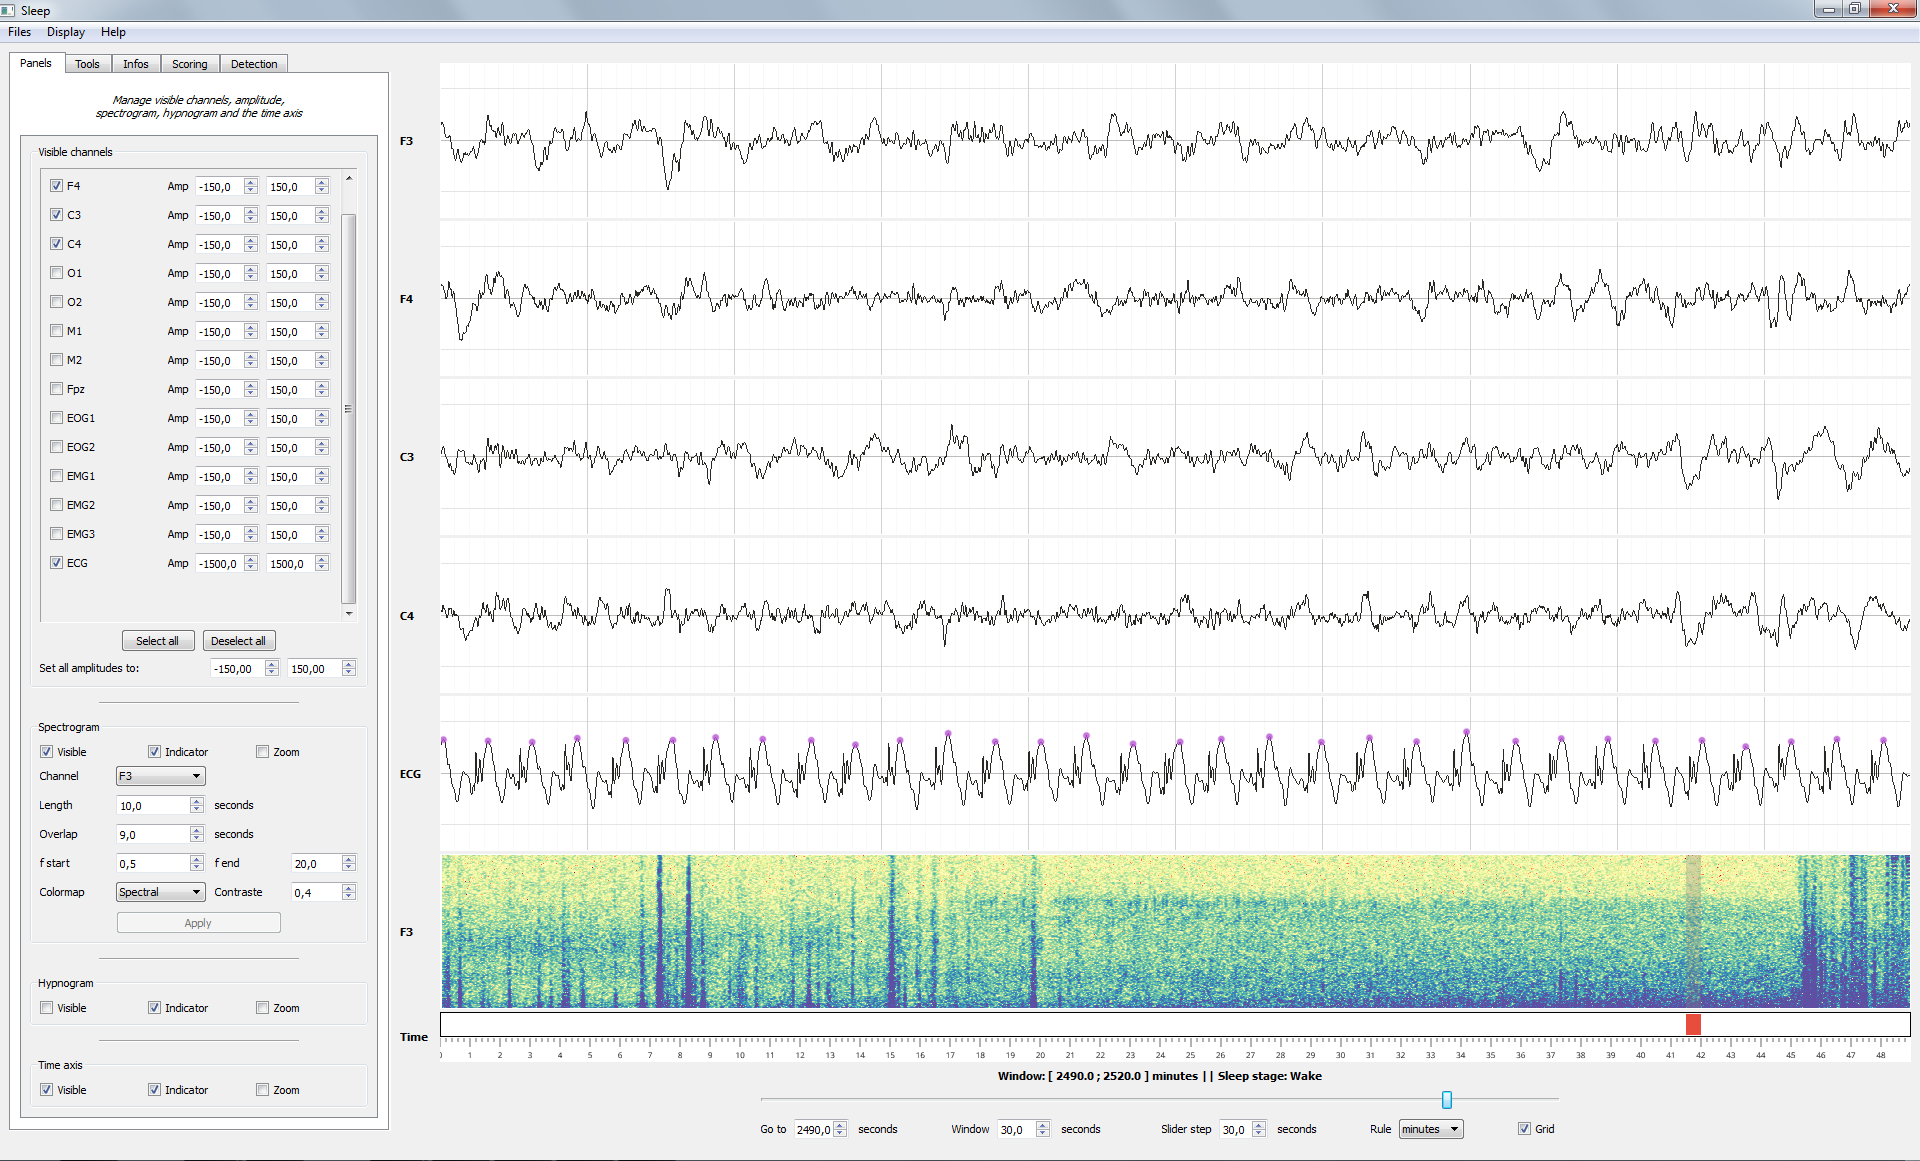 Sleep
Files Display Help
Panels Tools Infos Scoring Detection
Manage visible channels, amplitude,
spectrogram, hypnogram and the time axis
Visible channels
F4 Amp -150,0 150,0
C3 Amp -150,0 150,0
C4 Amp -150,0 150,0
O1 Amp -150,0 150,0
O2 Amp -150,0 150,0
M1 Amp -150,0 150,0
M2 Amp -150,0 150,0
Fpz Amp -150,0 150,0
EOG1 Amp -150,0 150,0
EOG2 Amp -150,0 150,0
EMG1 Amp -150,0 150,0
EMG2 Amp -150,0 150,0
EMG3 Amp -150,0 150,0
ECG Amp -1500,0 1500,0
Select all Deselect all
Set all amplitudes to: -150,00 150,00
Spectrogram
Visible Indicator Zoom
Channel F3
Length 10,0 seconds
Overlap 9,0 seconds
f start 0,5 f end 20,0
Colormap Spectral Contraste 0,4
Apply
Hypnogram
Visible Indicator Zoom
Time axis
Visible Indicator Zoom
F3
F4
C3
C4
ECG
F3
Time
0 1 2 3 4 5 6 7 8 9 10 11 12 13 14 15 16 17 18 19 20 21 22 23 24 25 26 27 28 29 30 31 32 33 34 35 36 37 38 39 40 41 42 43 44 45 46 47 48
Window: [ 2490.0 ; 2520.0 ] minutes || Sleep stage: Wake
Go to 2490,0 seconds Window 30,0 seconds Slider step 30,0 seconds Rule minutes Grid